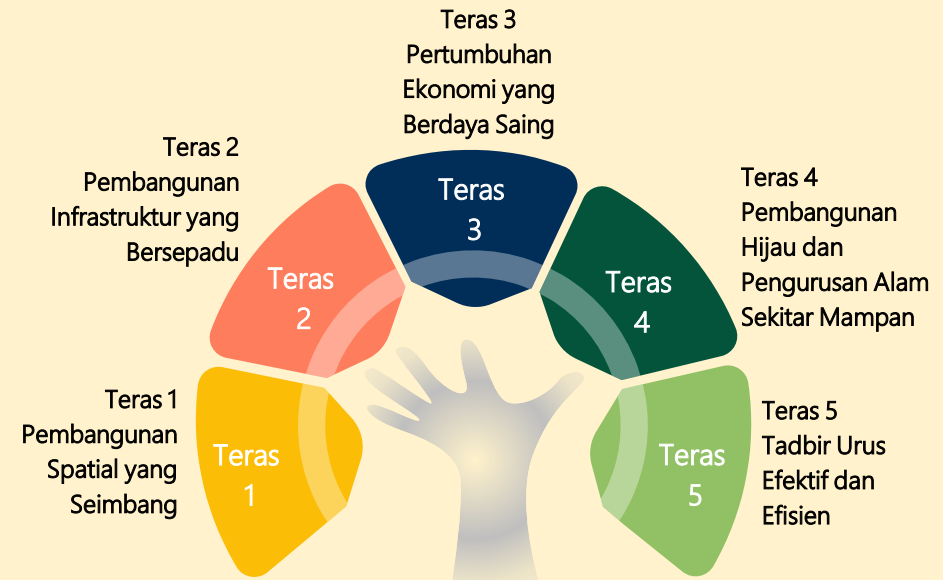 Teras 3
Pertumbuhan
Ekonomi yang
Berdaya Saing
Teras 2
Pembangunan
Infrastruktur yang
Bersepadu
Teras 4
Pembangunan
Hijau dan
Pengurusan Alam
Sekitar Mampan
Teras 1
Pembangunan
Spatial yang
Seimbang
Teras 5
Tadbir Urus
Efektif dan
Efisien
Teras
1
Teras
2
Teras
3
Teras
4
Teras
5